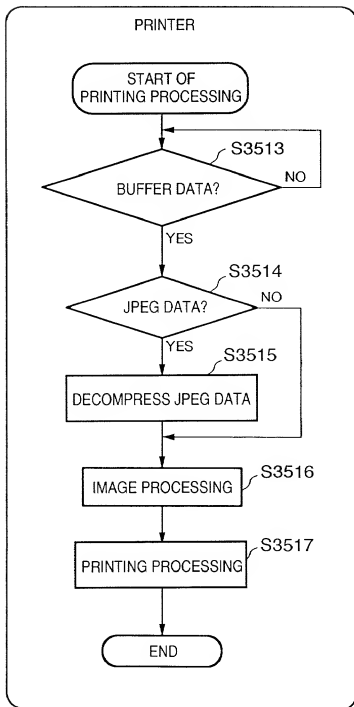 PRINTER
START OF
PRINTING PROCESSING
S3513
BUFFER DATA?
NO
YES
S3514
JPEG DATA?
NO
YES
S3515
DECOMPRESS JPEG DATA
IMAGE PROCESSING
S3516
S3517
PRINTING PROCESSING
END